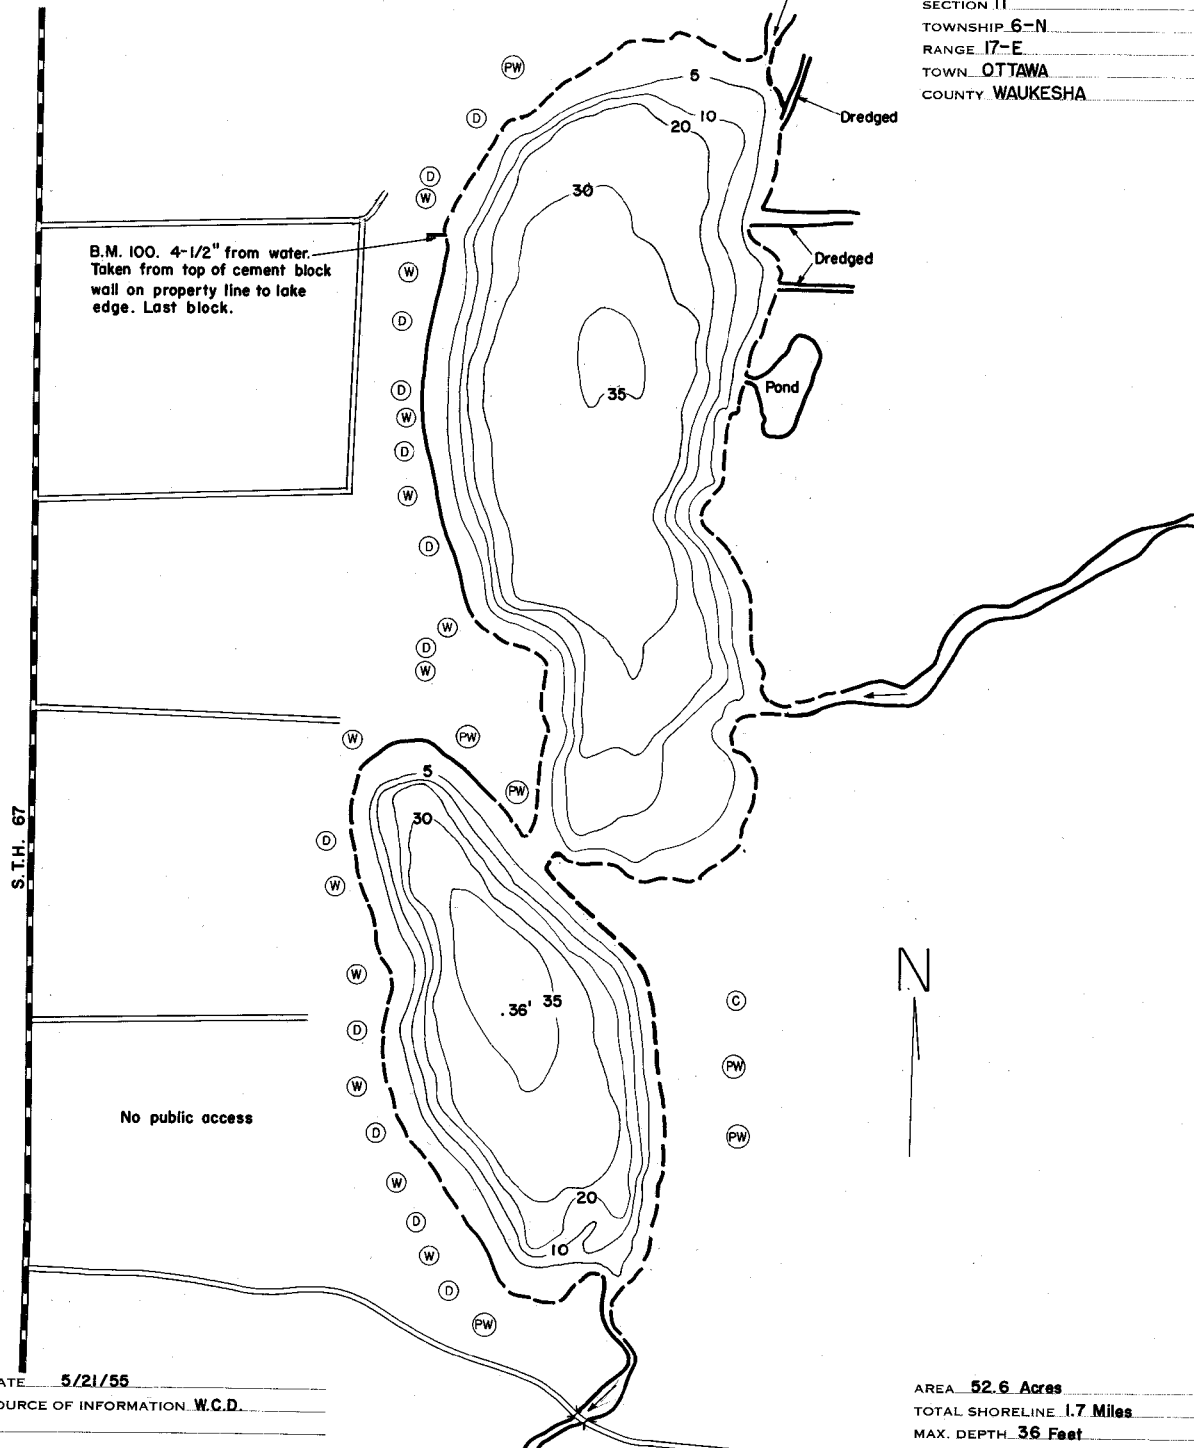 SECTION 11
TOWNSHIP 6-N
RANGE 17-E
TOWN OTTAWA
COUNTY WAUKESHA
PW
5
D
10
20
Dredged
D
W
30
B.M. 100. 4-1/2" from water.
Taken from top of cement block
wall on property line to lake
edge. Last block.
W
Dredged
D
D
35
Pond
W
D
W
D
W
D
W
W
PW
5
PW
30
S.T.H. 67
D
W
N
W
36' 35
C
D
PW
W
No public access
D
PW
W
20
D
10
W
D
PW
ATE 5/21/55
OURCE OF INFORMATION W.C.D.
AREA 52.6 Acres
TOTAL SHORELINE 1.7 Miles
MAX. DEPTH 36 Feet